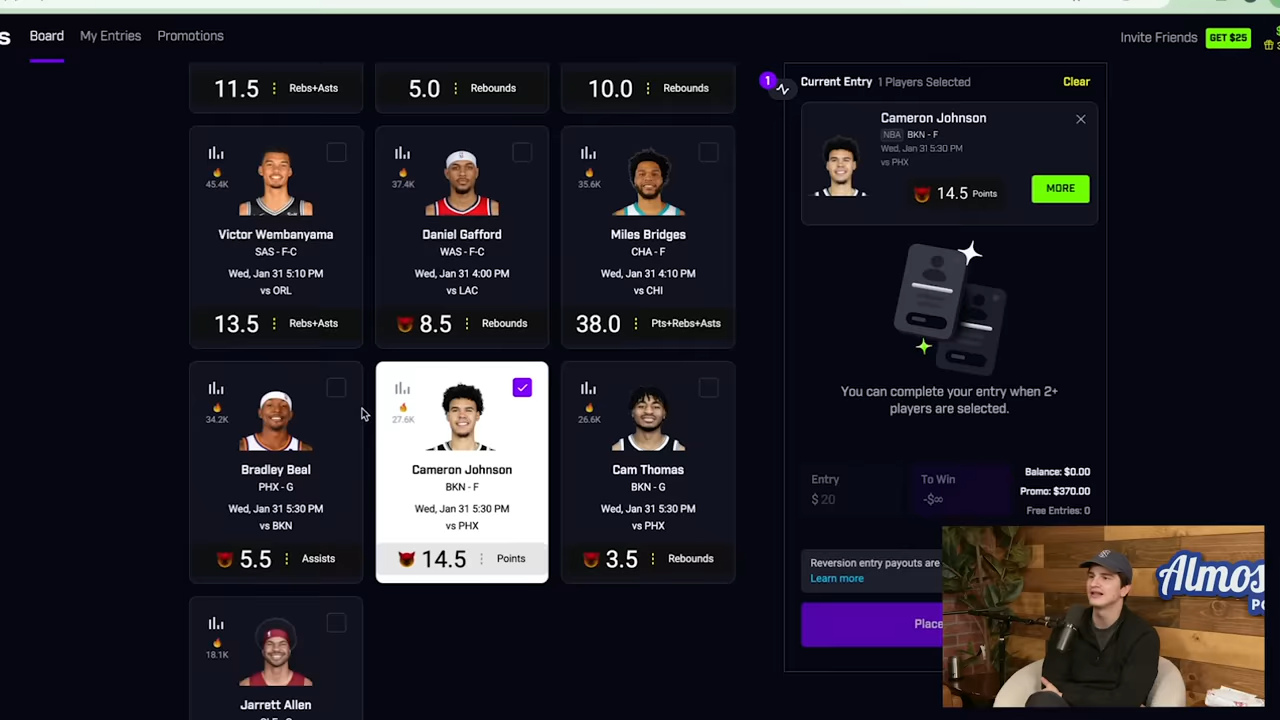 s Board My Entries Promotions Invite Friends GET $25
11.5 Rebs+Asts
5.0 Rebounds
10.0 Rebounds
45.4K
Victor Wembanyama
SAS - F-C
Wed, Jan 31 5:10 PM
vs ORL
13.5 Rebs+Asts
37.4K
Daniel Gafford
WAS - F-C
Wed, Jan 31 4:00 PM
vs LAC
8.5 Rebounds
35.6K
Miles Bridges
CHA - F
Wed, Jan 31 4:10 PM
vs CHI
38.0 Pts+Rebs+Asts
34.2K
Bradley Beal
PHX - G
Wed, Jan 31 5:30 PM
vs BKN
5.5 Assists
27.6K
Cameron Johnson
BKN - F
Wed, Jan 31 5:30 PM
vs PHX
14.5 Points
26.6K
Cam Thomas
BKN - G
Wed, Jan 31 5:30 PM
vs PHX
3.5 Rebounds
18.1K
Jarrett Allen
1 Current Entry 1 Players Selected Clear
Cameron Johnson
NBA BKN - F
Wed, Jan 31 5:30 PM
vs PHX
14.5 Points MORE
You can complete your entry when 2+
players are selected.
Entry
$ 20
To Win
-$∞
Balance: $0.00
Promo: $370.00
Free Entries: 0
Reversion entry payouts are
Learn more
Place
Almos
PO